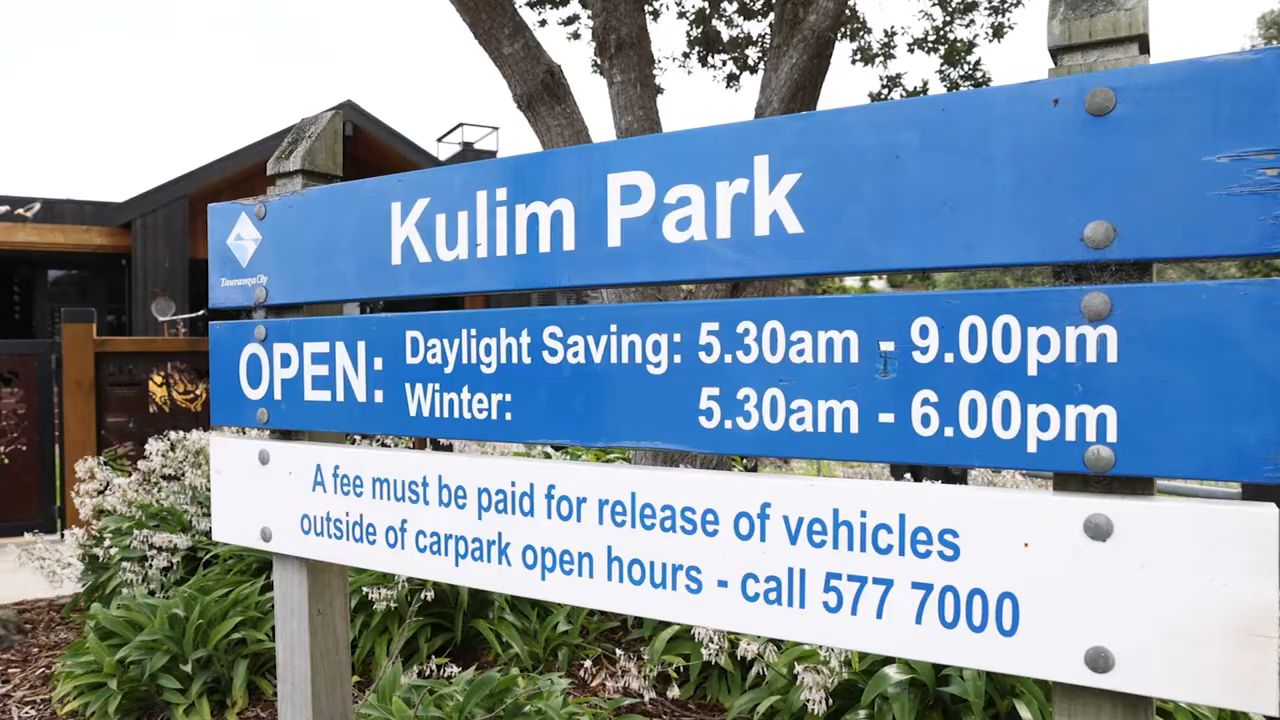 Kulim Park
Tauranga City
OPEN: Daylight Saving: 5.30am - 9.00pm
Winter: 5.30am - 6.00pm
A fee must be paid for release of vehicles
outside of carpark open hours - call 577 7000